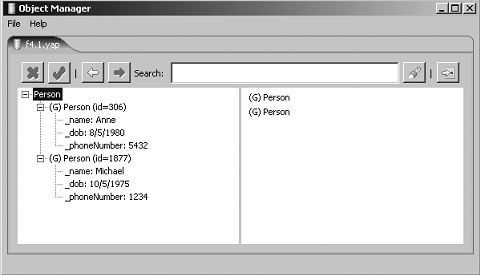 Object Manager
File Help
f4.1.yap
Search:
Person
(G) Person (id=306)
_name: Anne
_dob: 8/5/1980
_phoneNumber: 5432
(G) Person (id=1877)
_name: Michael
_dob: 10/5/1975
_phoneNumber: 1234
(G) Person
(G) Person